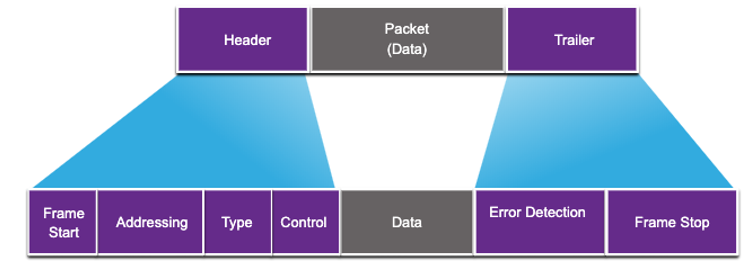 Header
Packet
(Data)
Trailer
Frame
Start
Addressing
Type
Control
Data
Error Detection
Frame Stop